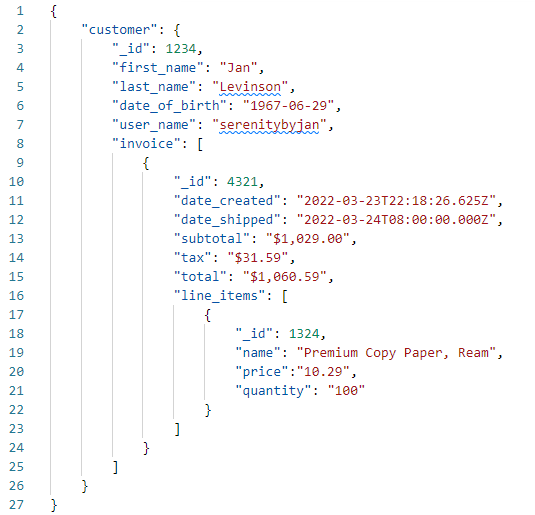 1 {
2 "customer": {
3 "_id": 1234,
4 "first_name": "Jan",
5 "last_name": "Levinson",
6 "date_of_birth": "1967-06-29",
7 "user_name": "serenitybyjan",
8 "invoice": [
9 {
10 "_id": 4321,
11 "date_created": "2022-03-23T22:18:26.625Z",
12 "date_shipped": "2022-03-24T08:00:00.000Z",
13 "subtotal": "$1,029.00",
14 "tax": "$31.59",
15 "total": "$1,060.59",
16 "line_items": [
17 {
18 "_id": 1324,
19 "name": "Premium Copy Paper, Ream",
20 "price":"10.29",
21 "quantity": "100"
22 }
23 ]
24 }
25 ]
26 }
27 }